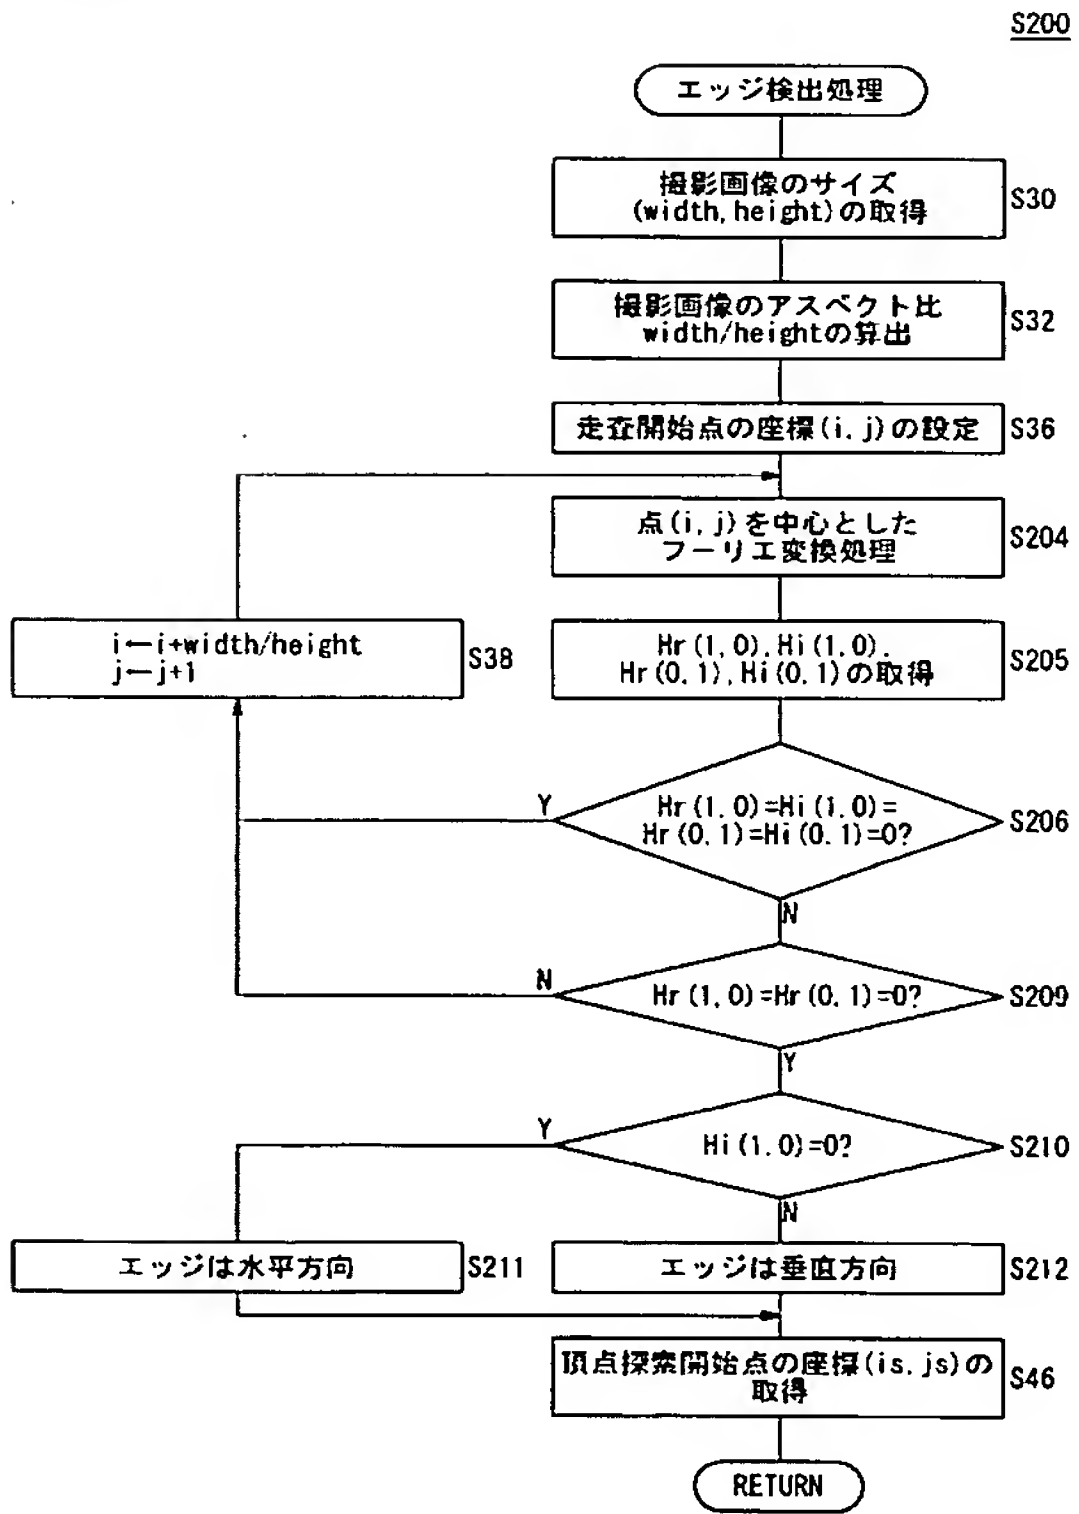 S200
エッジ検出処理
撮影画像のサイズ
(width, height)の取得
S30
撮影画像のアスペクト比
width/heightの算出
S32
走査開始点の座標(i, j)の設定
S36
点(i, j)を中心とした
フーリエ変換処理
S204
i←i+width/height
j←j+1
S38
Hr(1, 0), Hi(1, 0),
Hr(0, 1), Hi(0, 1)の取得
S205
Y
Hr(1, 0)=Hi(1, 0)=
Hr(0, 1)=Hi(0, 1)=0?
S206
N
N
Hr(1, 0)=Hr(0, 1)=0?
S209
Y
Y
Hi(1, 0)=0?
S210
N
エッジは水平方向
S211
エッジは垂直方向
S212
頂点探索開始点の座標(is, js)の
取得
S46
RETURN